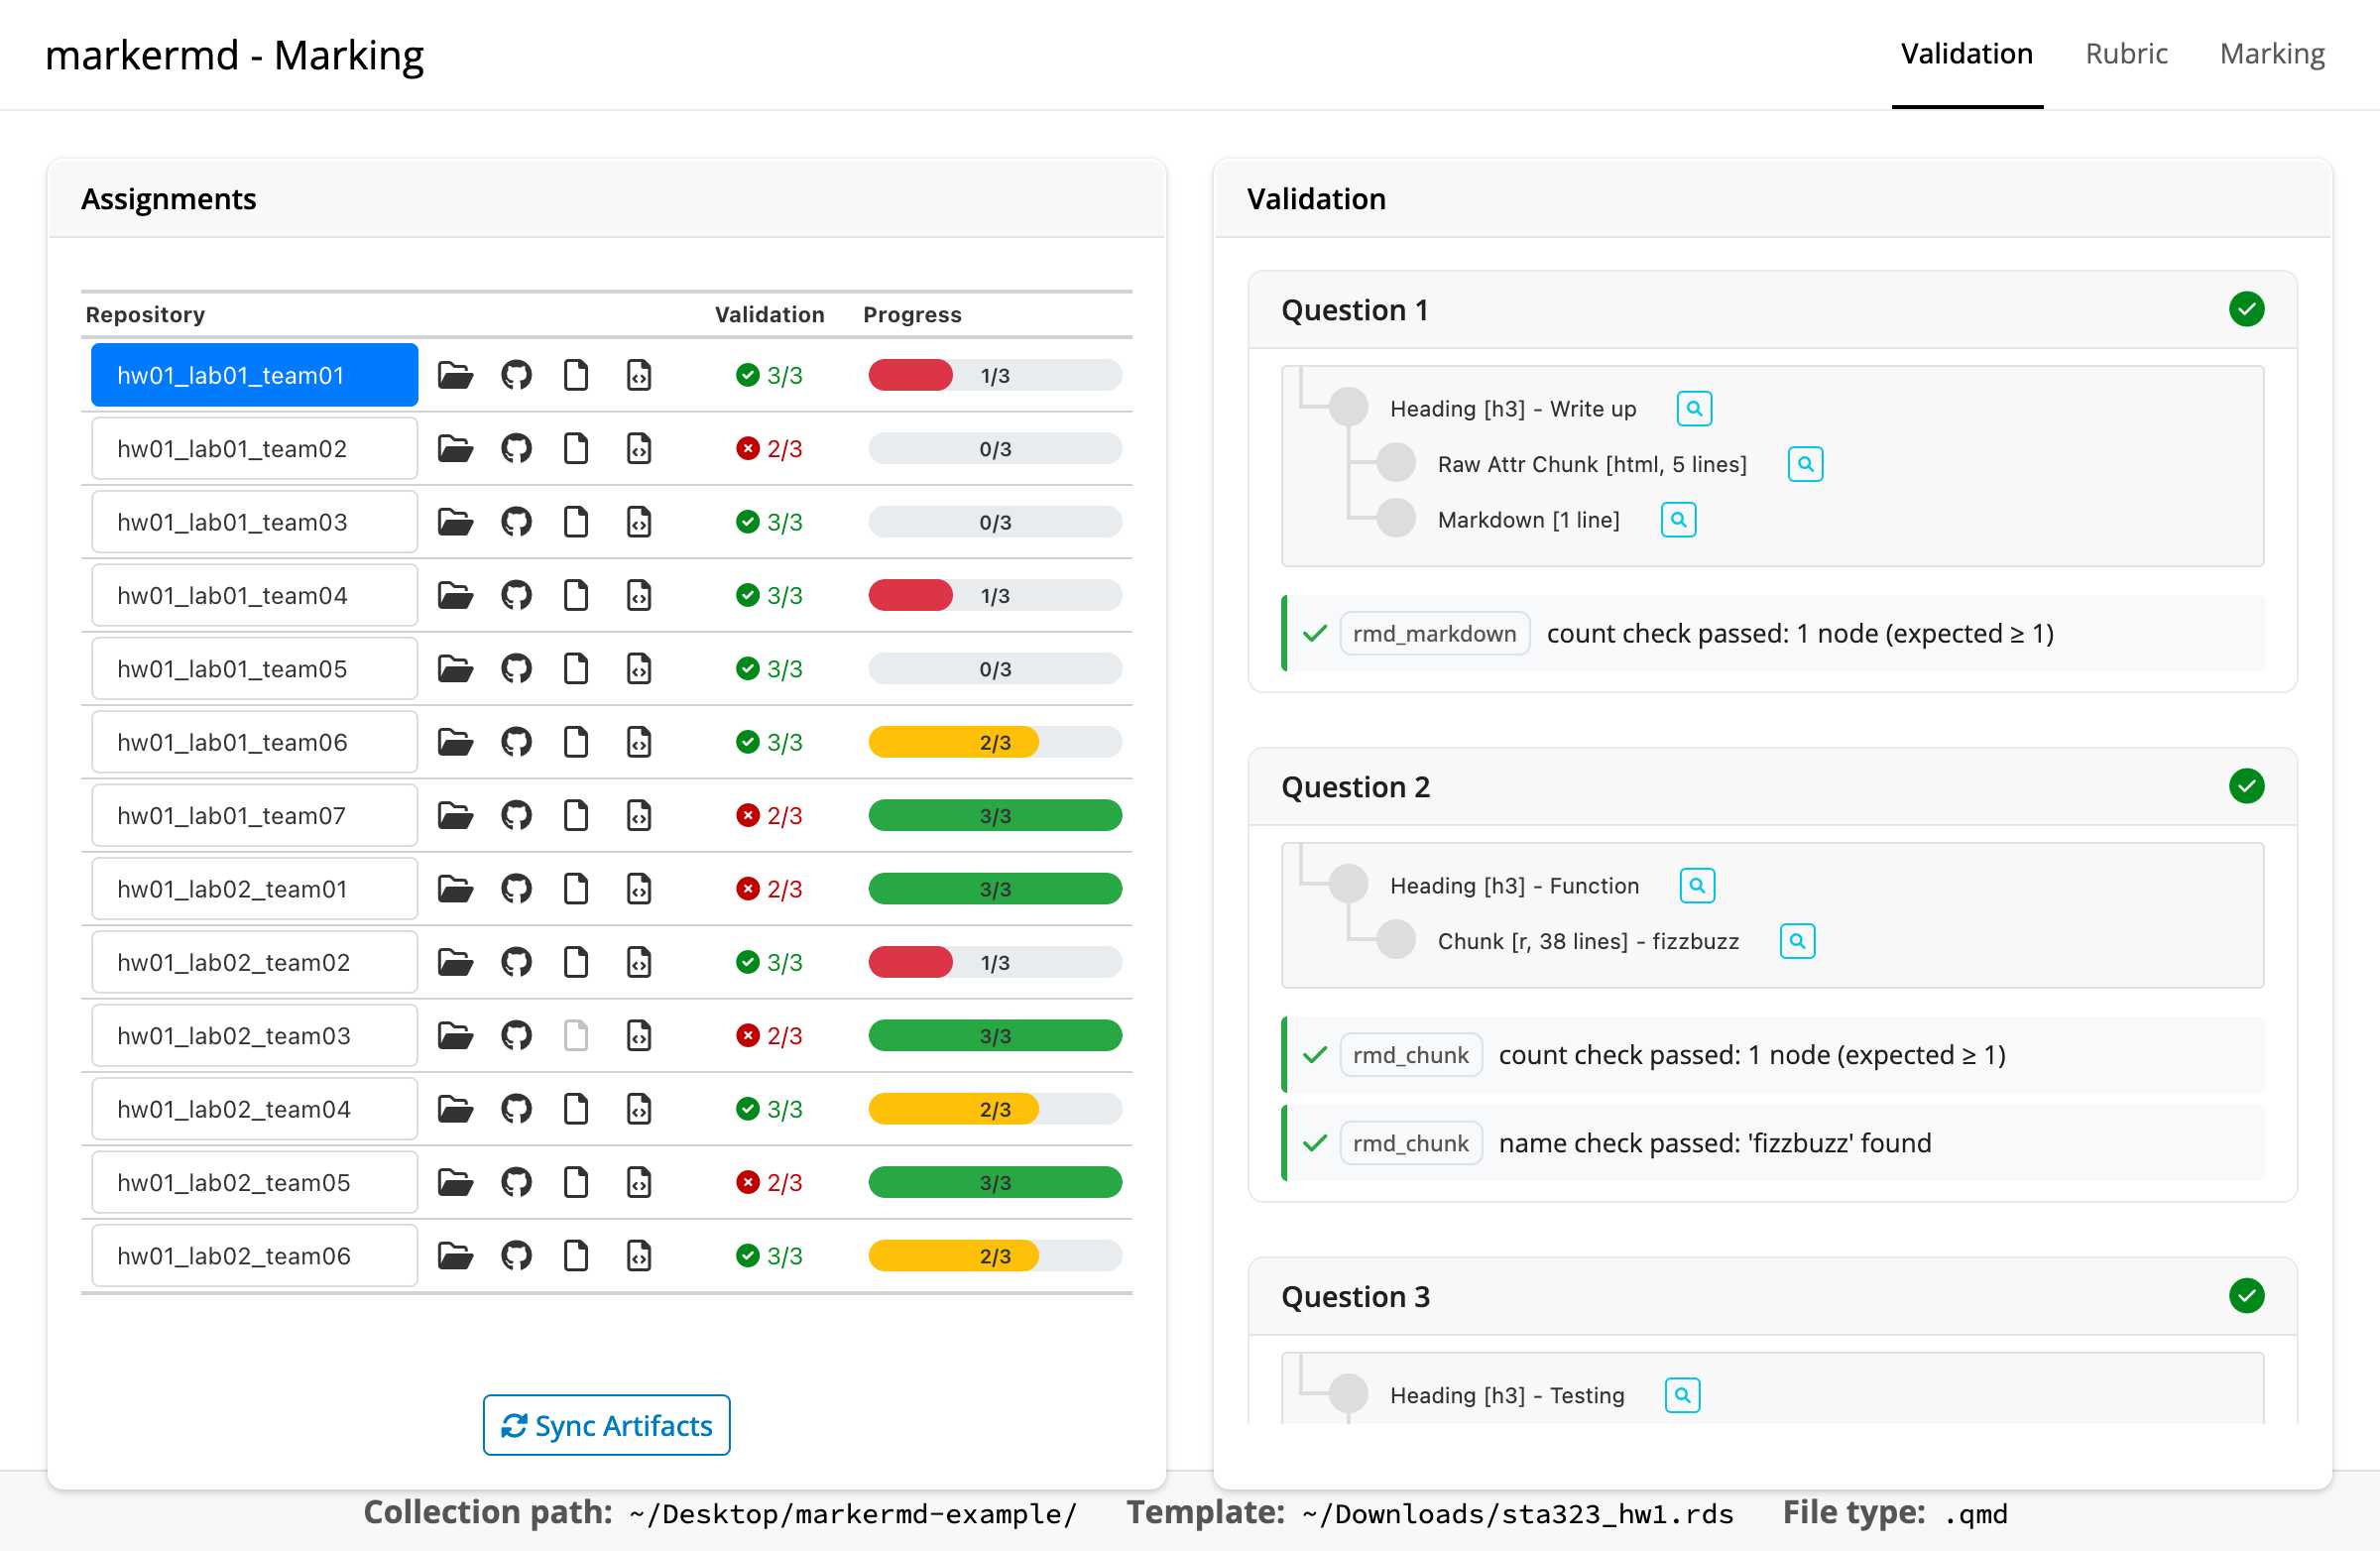 markermd - Marking
Validation Rubric Marking
Assignments
Repository Validation Progress
hw01_lab01_team01 3/3 1/3
hw01_lab01_team02 2/3 0/3
hw01_lab01_team03 3/3 0/3
hw01_lab01_team04 3/3 1/3
hw01_lab01_team05 3/3 0/3
hw01_lab01_team06 3/3 2/3
hw01_lab01_team07 2/3 3/3
hw01_lab02_team01 2/3 3/3
hw01_lab02_team02 3/3 1/3
hw01_lab02_team03 2/3 3/3
hw01_lab02_team04 3/3 2/3
hw01_lab02_team05 2/3 3/3
hw01_lab02_team06 3/3 2/3
Sync Artifacts
Validation
Question 1
Heading [h3] - Write up
Raw Attr Chunk [html, 5 lines]
Markdown [1 line]
rmd_markdown count check passed: 1 node (expected ≥ 1)
Question 2
Heading [h3] - Function
Chunk [r, 38 lines] - fizzbuzz
rmd_chunk count check passed: 1 node (expected ≥ 1)
rmd_chunk name check passed: 'fizzbuzz' found
Question 3
Heading [h3] - Testing
Collection path: ~/Desktop/markermd-example/ Template: ~/Downloads/sta323_hw1.rds File type: .qmd